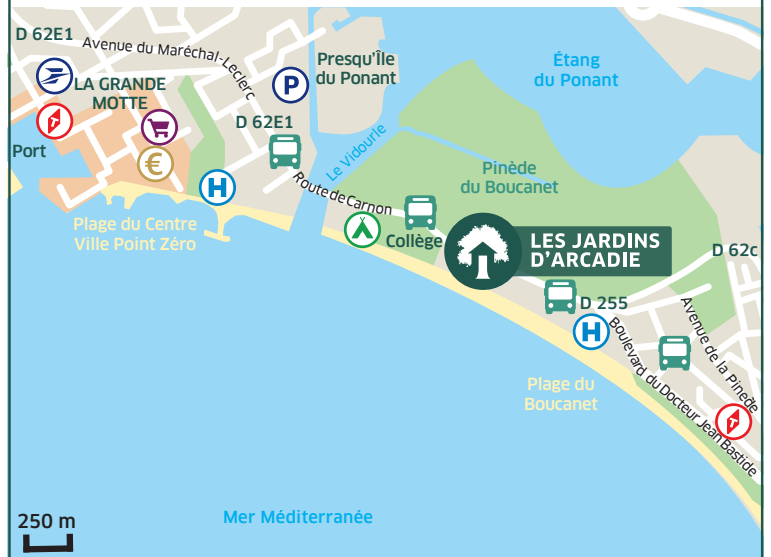 D 62E1
Avenue du Maréchal-Leclerc
Presqu'Île
du Ponant
Étang
du Ponant
LA GRANDE
MOTTE
P
D 62E1
Port
€
Le Vidourle
Pinède
du Boucanet
H
Route de Carnon
Plage du Centre
Ville Point Zéro
Collège
LES JARDINS
D'ARCADIE
D 62c
D 255
H
Avenue de la Pinede
Boulevard du Docteur Jean Bastide
Plage du
Boucanet
Mer Méditerranée
250 m